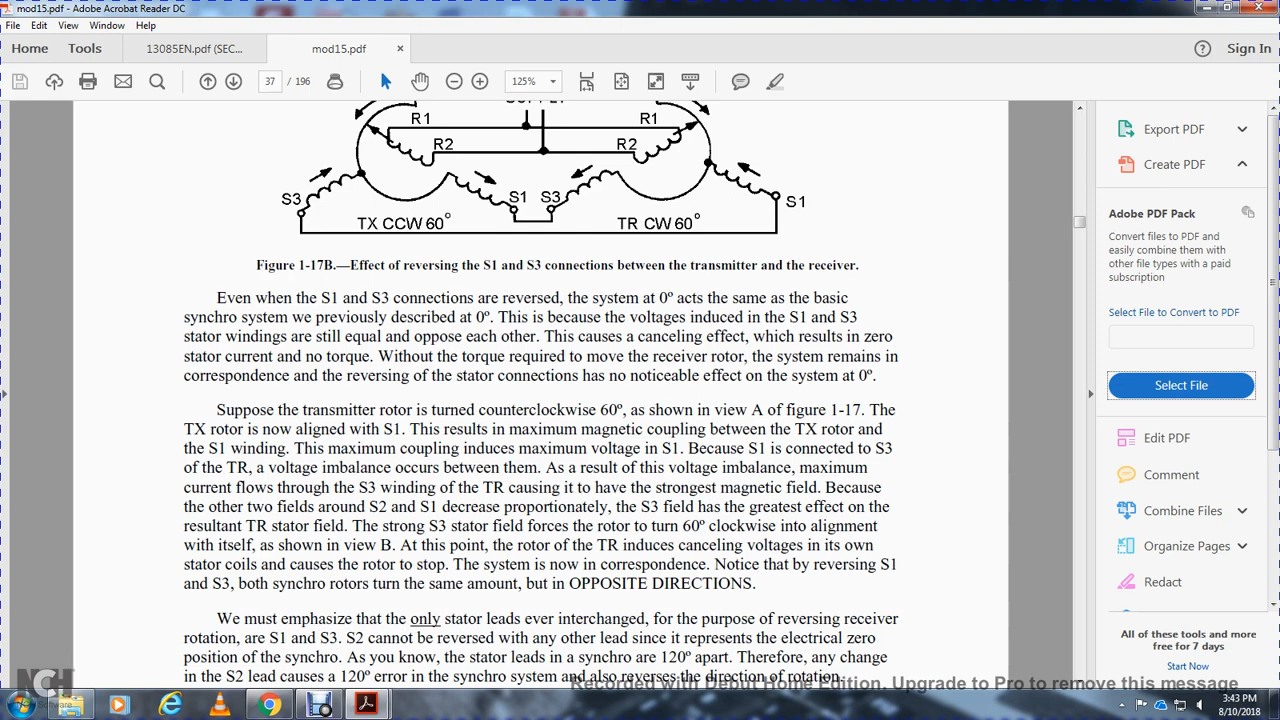 mod15.pdf - Adobe Acrobat Reader DC
File Edit View Window Help
Home Tools 13085EN.pdf (SEC... mod15.pdf × Sign In
37 / 196 125%
R1 R1
R2 R2
S3 S1 S3 S1
TX CCW 60° TR CW 60°
Figure 1-17B.—Effect of reversing the S1 and S3 connections between the transmitter and the receiver.
Even when the S1 and S3 connections are reversed, the system at 0º acts the same as the basic
synchro system we previously described at 0º. This is because the voltages induced in the S1 and S3
stator windings are still equal and oppose each other. This causes a canceling effect, which results in zero
stator current and no torque. Without the torque required to move the receiver rotor, the system remains in
correspondence and the reversing of the stator connections has no noticeable effect on the system at 0º.
Suppose the transmitter rotor is turned counterclockwise 60º, as shown in view A of figure 1-17. The
TX rotor is now aligned with S1. This results in maximum magnetic coupling between the TX rotor and
the S1 winding. This maximum coupling induces maximum voltage in S1. Because S1 is connected to S3
of the TR, a voltage imbalance occurs between them. As a result of this voltage imbalance, maximum
current flows through the S3 winding of the TR causing it to have the strongest magnetic field. Because
the other two fields around S2 and S1 decrease proportionately, the S3 field has the greatest effect on the
resultant TR stator field. The strong S3 stator field forces the rotor to turn 60º clockwise into alignment
with itself, as shown in view B. At this point, the rotor of the TR induces canceling voltages in its own
stator coils and causes the rotor to stop. The system is now in correspondence. Notice that by reversing S1
and S3, both synchro rotors turn the same amount, but in OPPOSITE DIRECTIONS.
We must emphasize that the only stator leads ever interchanged, for the purpose of reversing receiver
rotation, are S1 and S3. S2 cannot be reversed with any other lead since it represents the electrical zero
position of the synchro. As you know, the stator leads in a synchro are 120º apart. Therefore, any change
in the S2 lead causes a 120º error in the synchro system and also reverses the direction of rotation.
Export PDF
Create PDF
Adobe PDF Pack
Convert files to PDF and
easily combine them with
other file types with a paid
subscription
Select File to Convert to PDF
Select File
Edit PDF
Comment
Combine Files
Organize Pages
Redact
All of these tools and more
free for 7 days
Start Now
NCH Software
Recorded with Debut Home Edition. Upgrade to Pro to remove this message
3:43 PM
8/10/2018